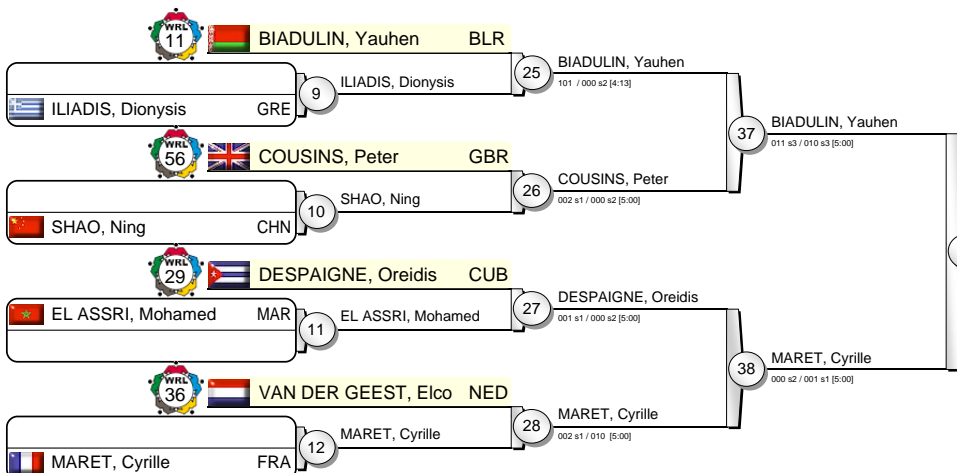 WRL
11
BIADULIN, Yauhen BLR
ILIADIS, Dionysis GRE
9
ILIADIS, Dionysis
25
BIADULIN, Yauhen
101 / 000 s2 [4:13]
WRL
56
COUSINS, Peter GBR
SHAO, Ning CHN
10
SHAO, Ning
26
COUSINS, Peter
002 s1 / 000 s2 [5:00]
37
BIADULIN, Yauhen
011 s3 / 010 s3 [5:00]
WRL
29
DESPAIGNE, Oreidis CUB
EL ASSRI, Mohamed MAR
11
EL ASSRI, Mohamed
27
DESPAIGNE, Oreidis
001 s1 / 000 s2 [5:00]
WRL
36
VAN DER GEEST, Elco NED
MARET, Cyrille FRA
12
MARET, Cyrille
28
MARET, Cyrille
002 s1 / 010 [5:00]
38
MARET, Cyrille
000 s2 / 001 s1 [5:00]